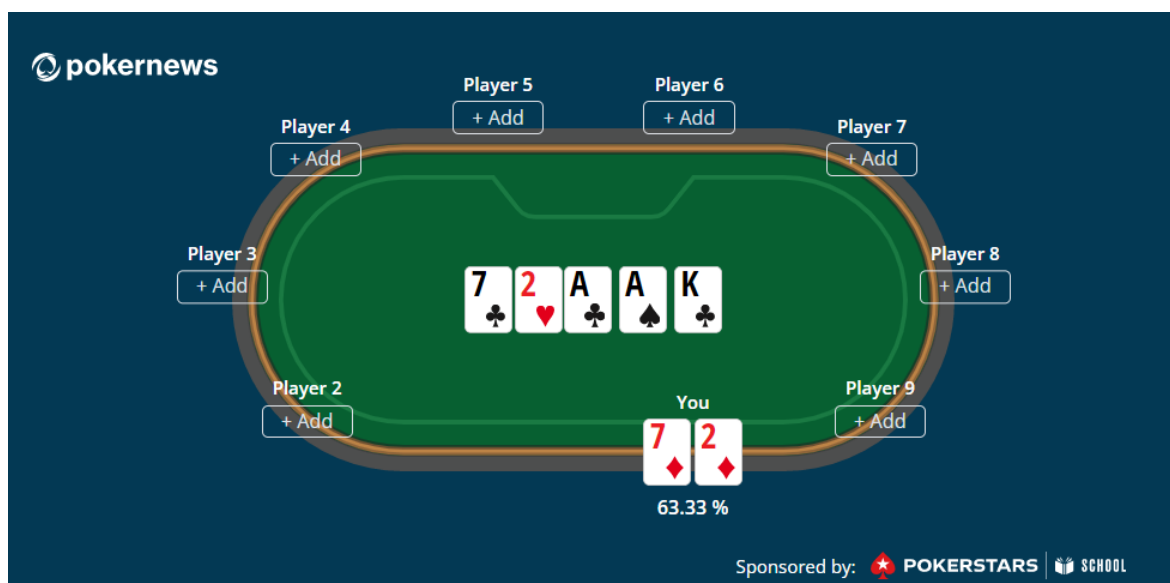 pokernews
Player 5
+ Add
Player 6
+ Add
Player 4
+ Add
Player 7
+ Add
Player 3
+ Add
Player 8
+ Add
7 2 A A K
Player 2
+ Add
You
Player 9
+ Add
7 2
63.33 %
Sponsored by: POKERSTARS SCHOOL